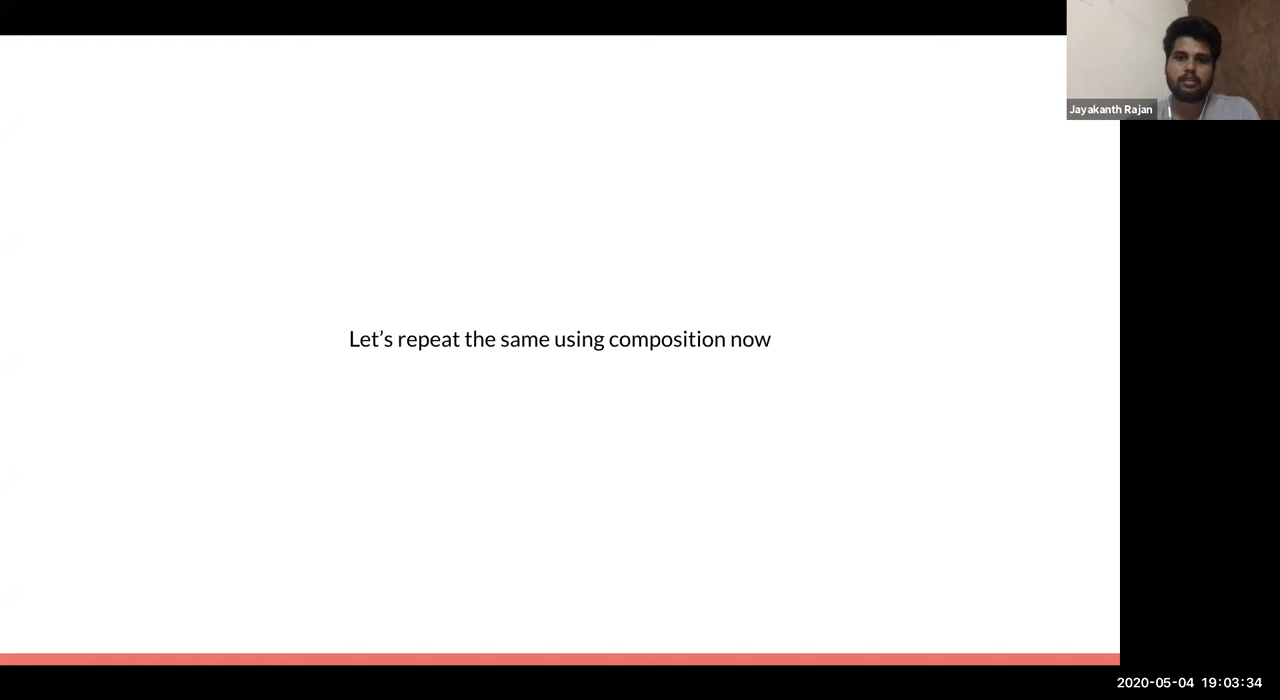 Jayakanth Rajan
Let’s repeat the same using composition now
2020-05-04 19:03:34